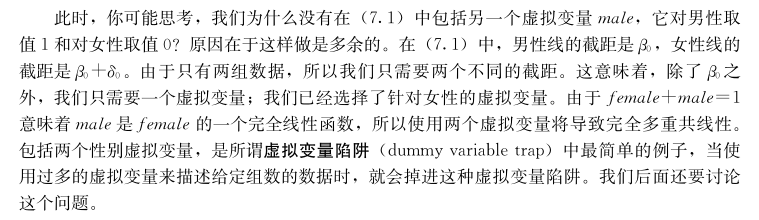 此时，你可能思考，我们为什么没有在（7.1）中包括另一个虚拟变量 male，它对男性取
值 1 和对女性取值 0？原因在于这样做是多余的。在（7.1）中，男性线的截距是 β₀，女性线的
截距是 β₀+δ₀。由于只有两组数据，所以我们只需要两个不同的截距。这意味着，除了 β₀ 之
外，我们只需要一个虚拟变量；我们已经选择了针对女性的虚拟变量。由于 female+male=1
意味着 male 是 female 的一个完全线性函数，所以使用两个虚拟变量将导致完全多重共线性。
包括两个性别虚拟变量，是所谓虚拟变量陷阱（dummy variable trap）中最简单的例子，当使
用过多的虚拟变量来描述给定组数的数据时，就会掉进这种虚拟变量陷阱。我们后面还要讨论
这个问题。